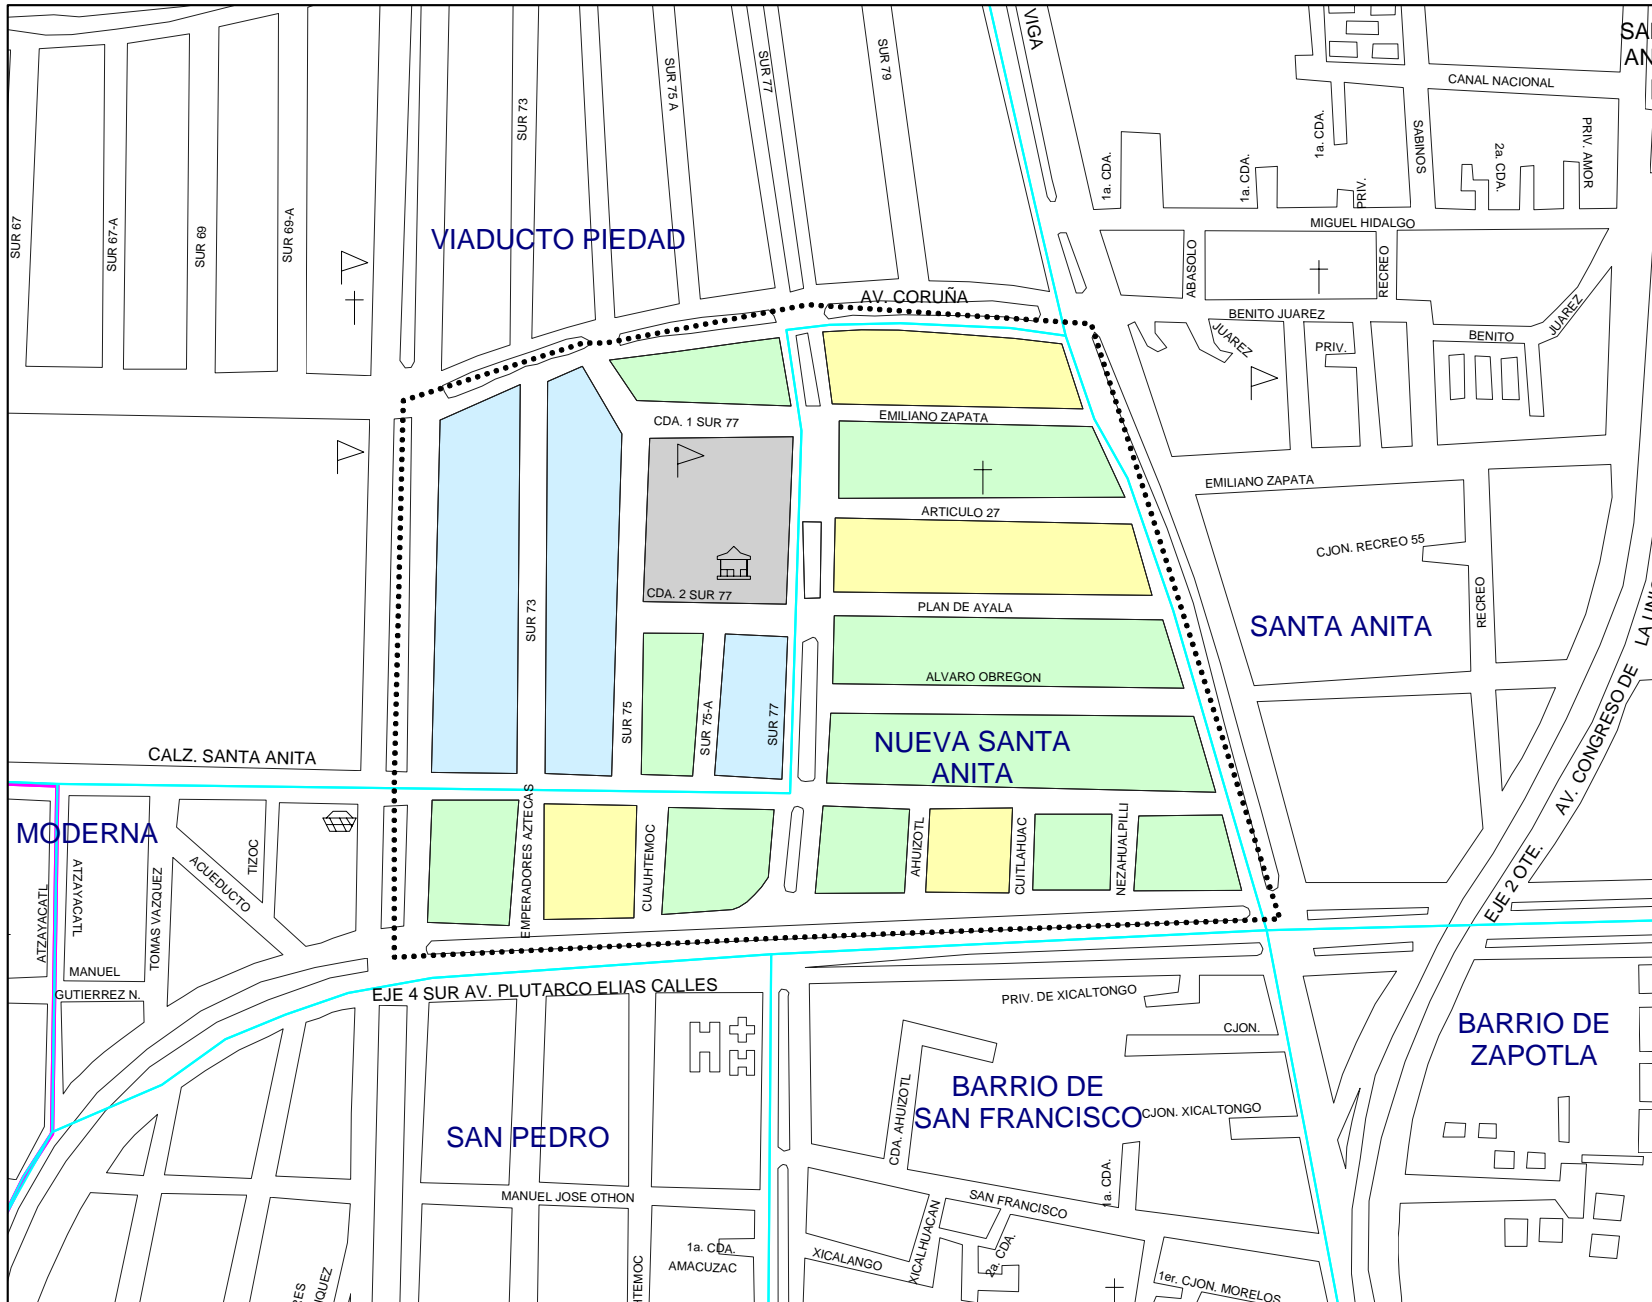 VIGA
SUR 73
SUR 75 A
SUR 77
SUR 79
CANAL NACIONAL
1a. CDA.
1a. CDA.
1a. CDA.
PRIV.
SABINOS
2a. CDA.
PRIV. AMOR
SUR 67
SUR 67-A
SUR 69
SUR 69-A
VIADUCTO PIEDAD
MIGUEL HIDALGO
ABASOLO
RECREO
AV. CORUÑA
BENITO JUAREZ
JUAREZ
PRIV.
BENITO
JUAREZ
CDA. 1 SUR 77
EMILIANO ZAPATA
EMILIANO ZAPATA
ARTICULO 27
CJON. RECREO 55
CDA. 2 SUR 77
PLAN DE AYALA
SUR 73
RECREO
SANTA ANITA
ALVARO OBREGON
SUR 75
SUR 75-A
SUR 77
NUEVA SANTA
ANITA
CALZ. SANTA ANITA
AV. CONGRESO DE
EJE 2 OTE.
MODERNA
ATZAYACATL
ATZAYACATL
TOMAS VAZQUEZ
ACUEDUCTO
TIZOC
EMPERADORES AZTECAS
CUAUHTEMOC
AHUIZOTL
CUITLAHUAC
NEZAHUALPILLI
MANUEL
GUTIERREZ N.
EJE 4 SUR AV. PLUTARCO ELIAS CALLES
PRIV. DE XICALTONGO
CJON.
BARRIO DE
ZAPOTLA
BARRIO DE
SAN FRANCISCO
CDA. AHUIZOTL
CJON. XICALTONGO
SAN PEDRO
1a. CDA.
MANUEL JOSE OTHON
SAN FRANCISCO
XICALHUACAN
2a. CDA.
1a. CDA.
AMACUZAC
XICALANGO
1er. CJON. MORELOS